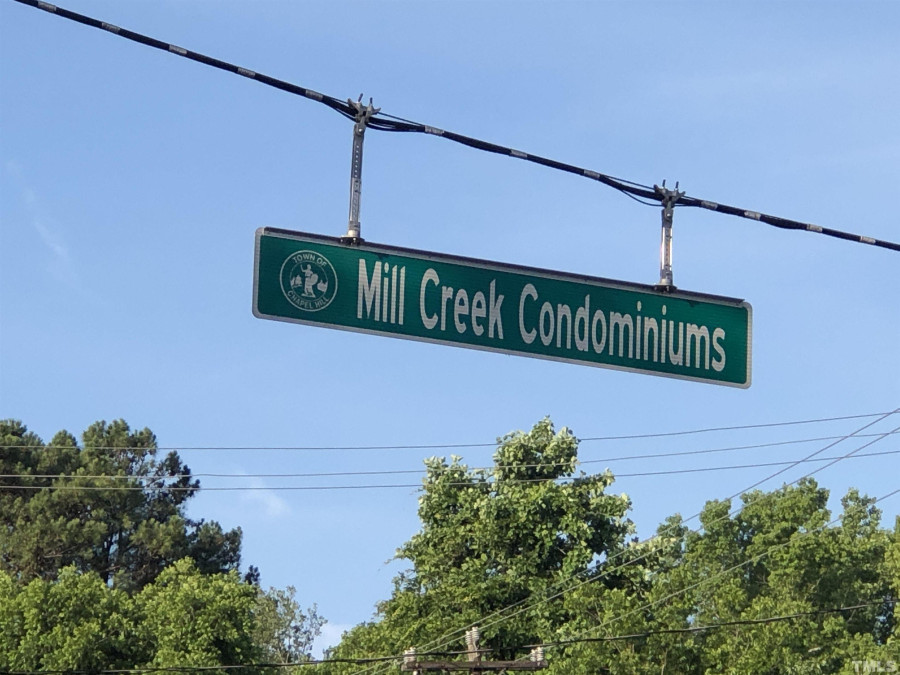 TOWN OF
CHAPEL HILL
Mill Creek Condominiums
TMLS